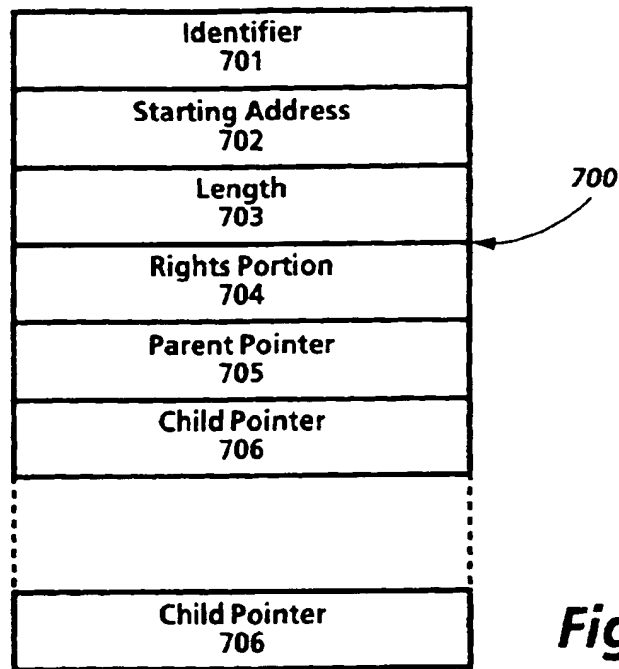 Identifier
701
Starting Address
702
Length
703
700
Rights Portion
704
Parent Pointer
705
Child Pointer
706
Child Pointer
706
Fig